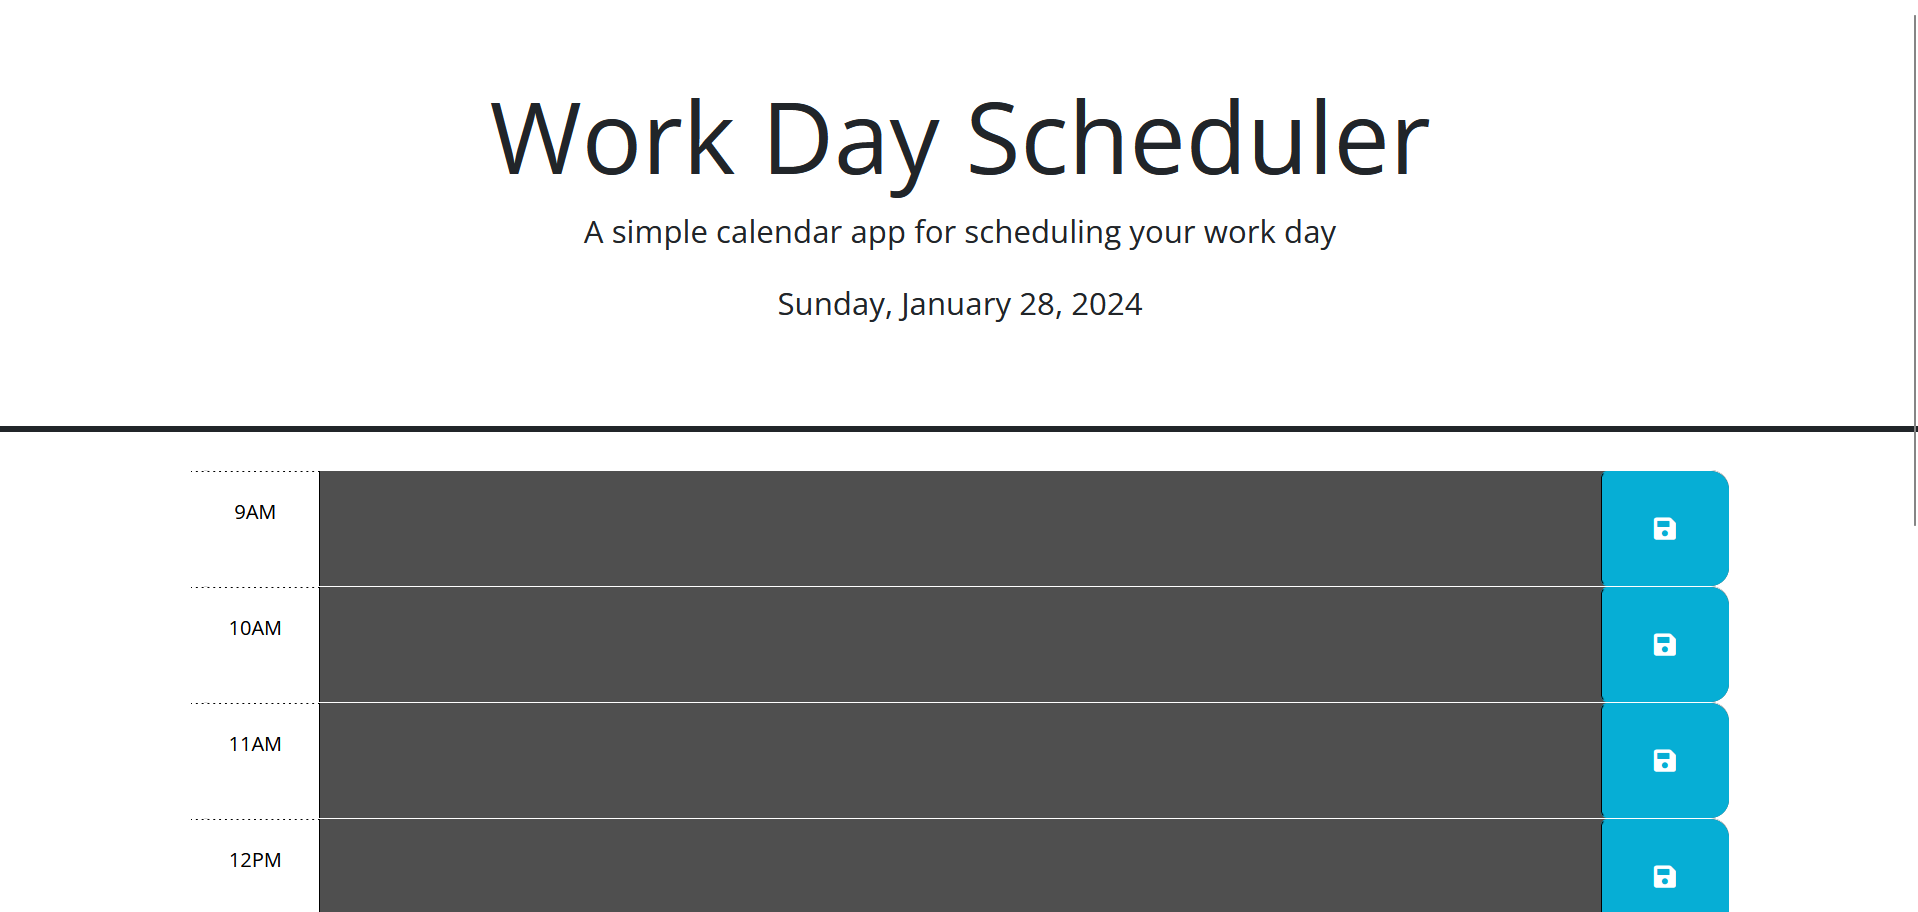 Work Day Scheduler
A simple calendar app for scheduling your work day
Sunday, January 28, 2024
9AM
10AM
11AM
12PM